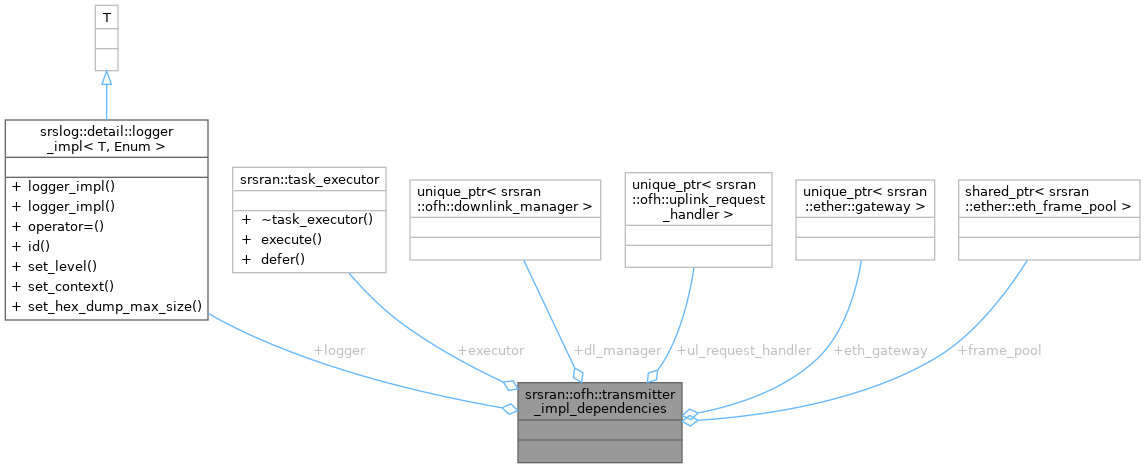 T
srslog::detail::logger
_impl< T, Enum >
+ logger_impl()
+ logger_impl()
+ operator=()
+ id()
+ set_level()
+ set_context()
+ set_hex_dump_max_size()
srsran::task_executor
+ ~task_executor()
+ execute()
+ defer()
unique_ptr< srsran
::ofh::downlink_manager >
unique_ptr< srsran
::ofh::uplink_request
_handler >
unique_ptr< srsran
::ether::gateway >
shared_ptr< srsran
::ether::eth_frame_pool >
+logger
+executor
+dl_manager
+ul_request_handler
+eth_gateway
+frame_pool
srsran::ofh::transmitter
_impl_dependencies